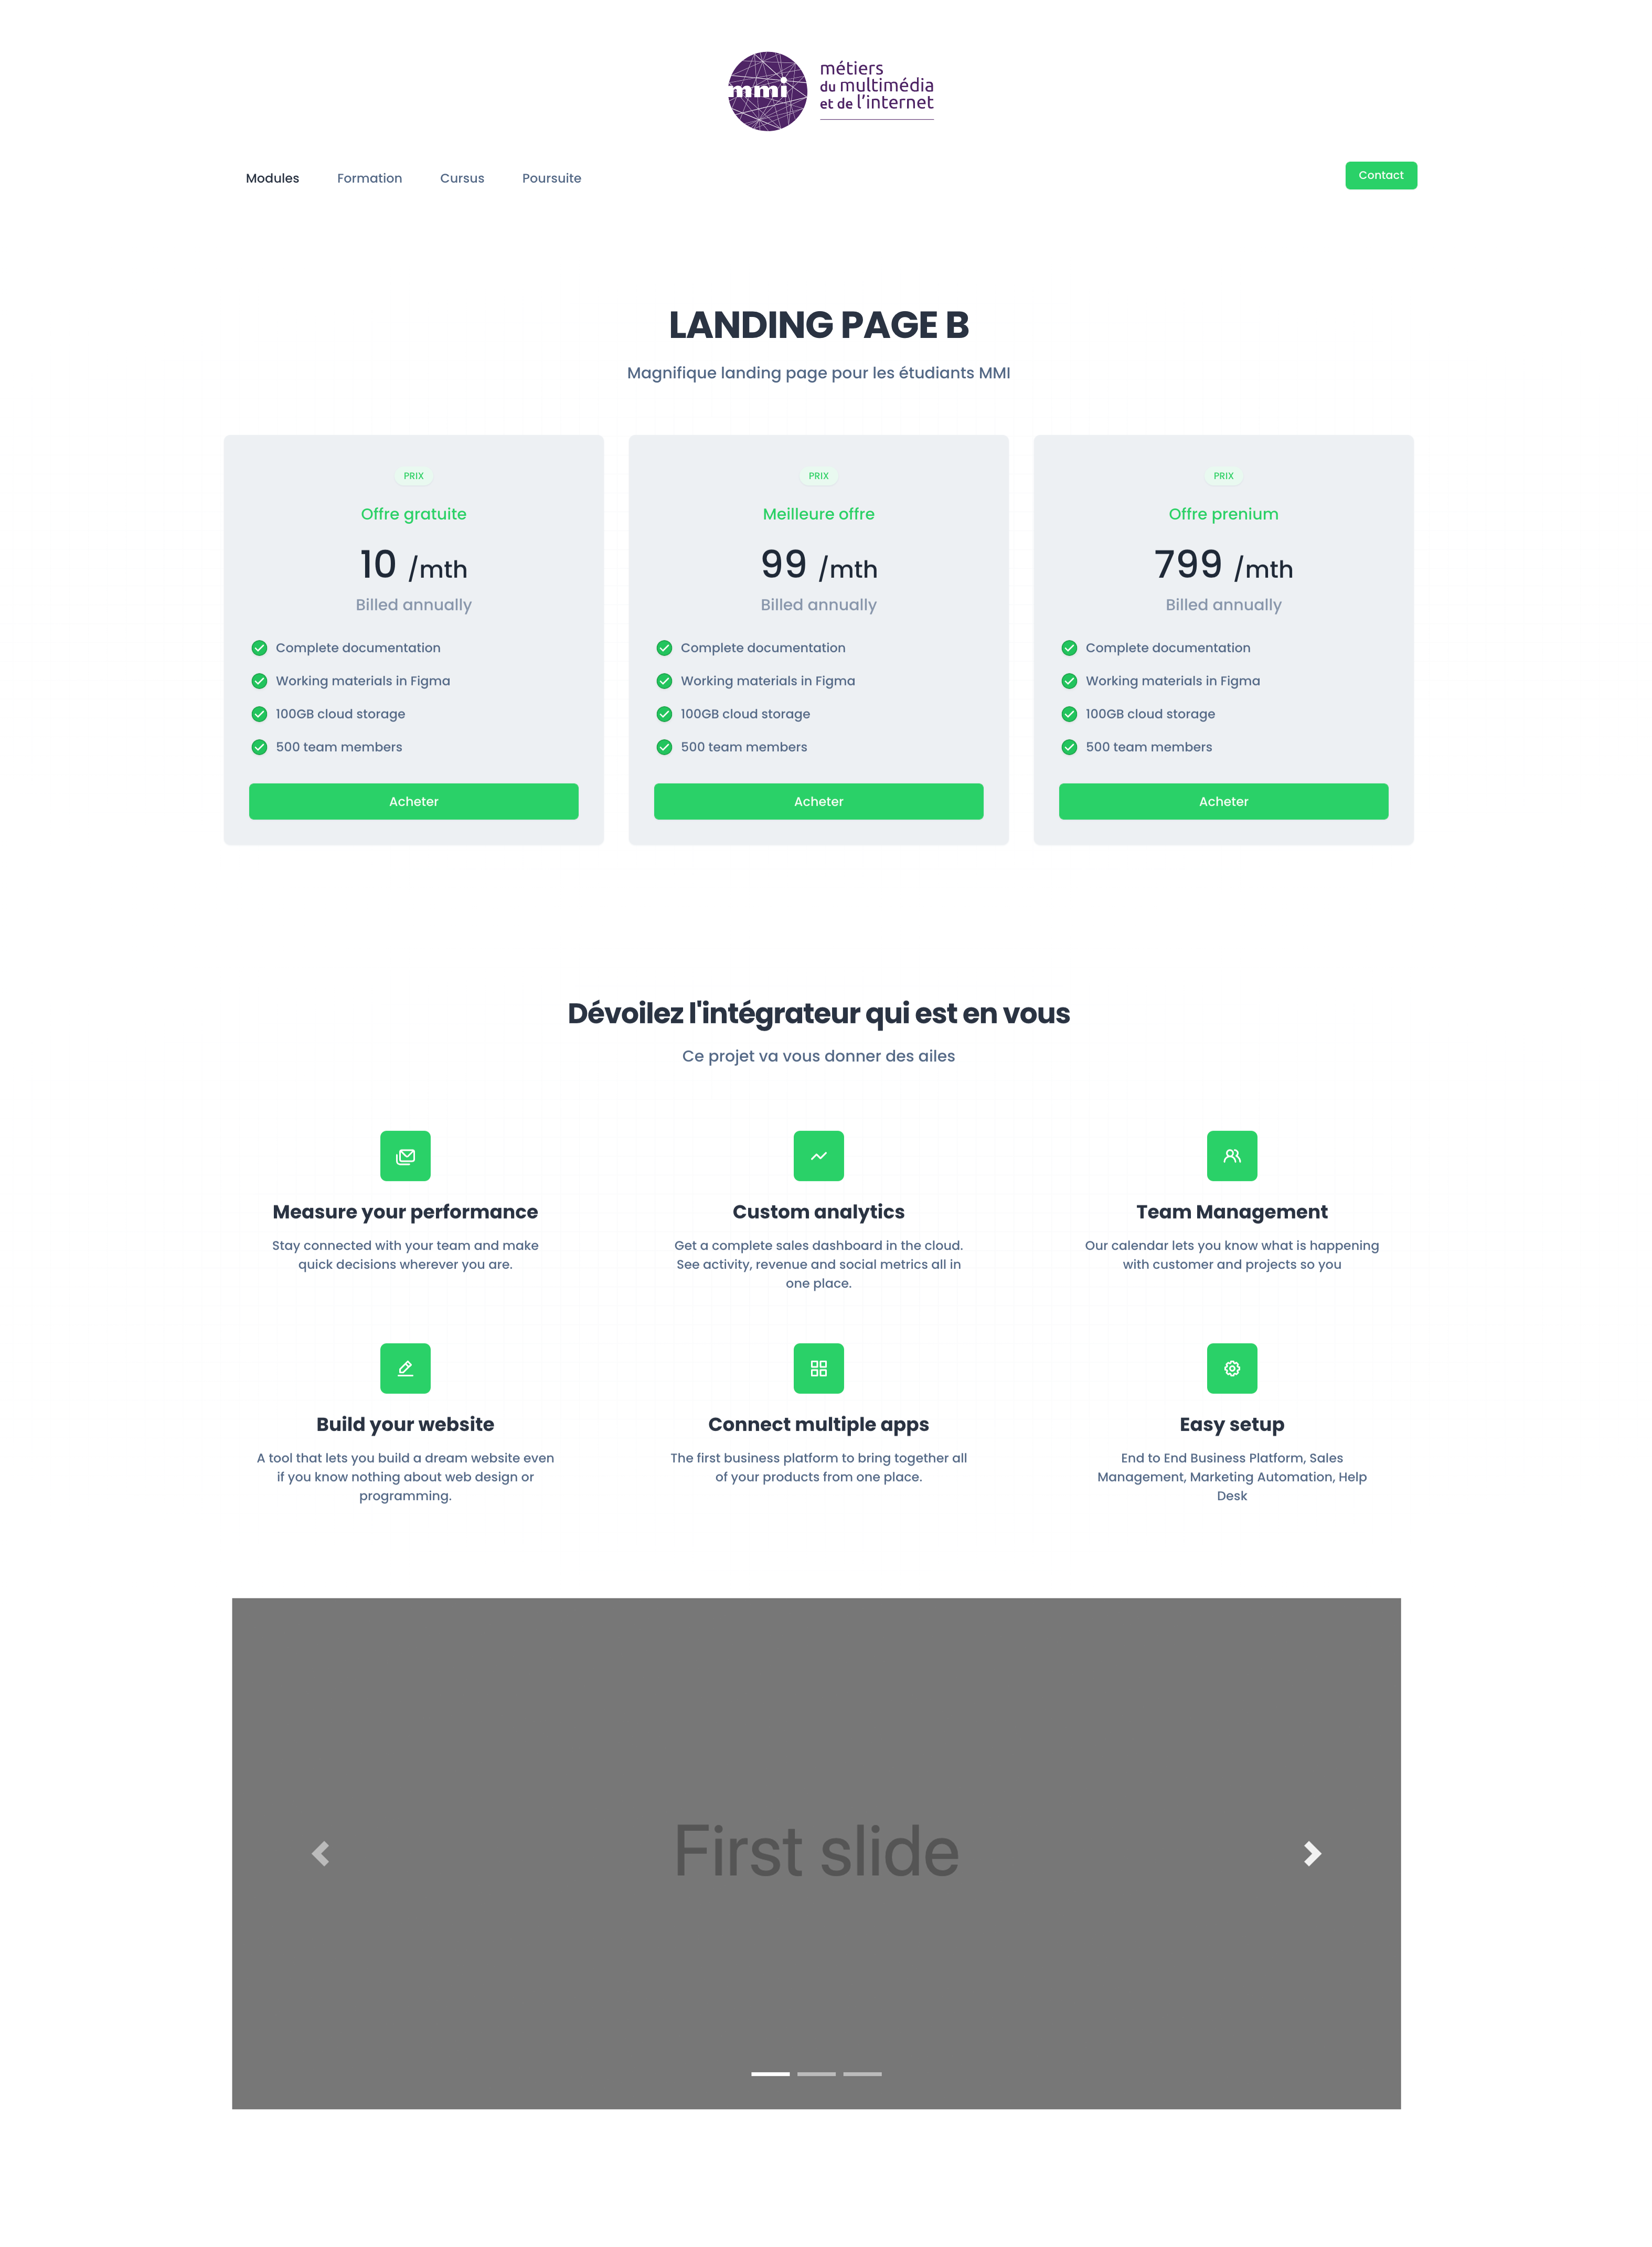 mmi
métiers
du multimédia
et de l'internet
Modules
Formation
Cursus
Poursuite
Contact
LANDING PAGE B
Magnifique landing page pour les étudiants MMI
PRIX
Offre gratuite
10 /mth
Billed annually
Complete documentation
Working materials in Figma
100GB cloud storage
500 team members
Acheter
PRIX
Meilleure offre
99 /mth
Billed annually
Complete documentation
Working materials in Figma
100GB cloud storage
500 team members
Acheter
PRIX
Offre prenium
799 /mth
Billed annually
Complete documentation
Working materials in Figma
100GB cloud storage
500 team members
Acheter
Dévoilez l'intégrateur qui est en vous
Ce projet va vous donner des ailes
Measure your performance
Stay connected with your team and make
quick decisions wherever you are.
Custom analytics
Get a complete sales dashboard in the cloud.
See activity, revenue and social metrics all in
one place.
Team Management
Our calendar lets you know what is happening
with customer and projects so you
Build your website
A tool that lets you build a dream website even
if you know nothing about web design or
programming.
Connect multiple apps
The first business platform to bring together all
of your products from one place.
Easy setup
End to End Business Platform, Sales
Management, Marketing Automation, Help
Desk
First slide